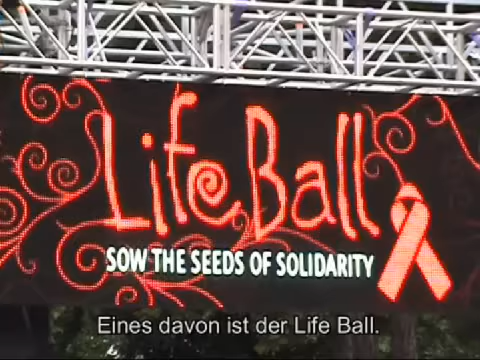 Life Ball
SOW THE SEEDS OF SOLIDARITY
Eines davon ist der Life Ball.